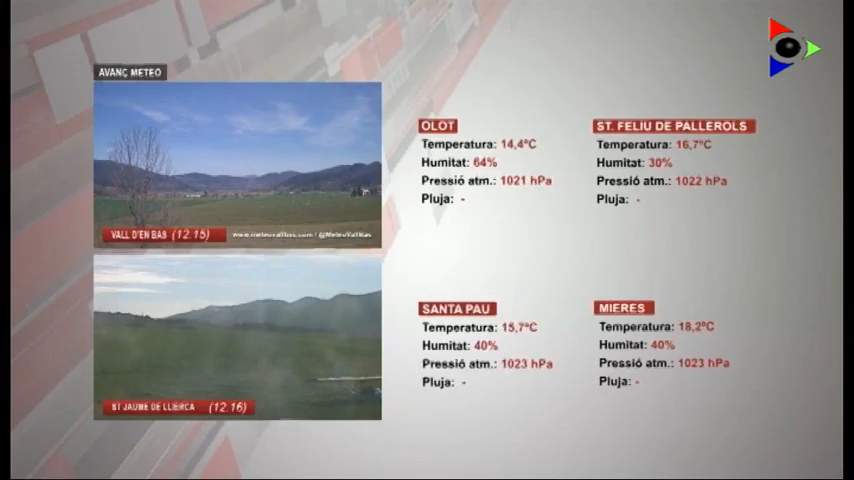 AVANÇ METEO
VALL D'EN BAS (12.15)
www.meteovallbas.com / @MeteoVallBas
ST JAUME DE LLIERCA (12.16)
OLOT
Temperatura: 14,4ºC
Humitat: 64%
Pressió atm.: 1021 hPa
Pluja: -
ST. FELIU DE PALLEROLS
Temperatura: 16,7ºC
Humitat: 30%
Pressió atm.: 1022 hPa
Pluja: -
SANTA PAU
Temperatura: 15,7ºC
Humitat: 40%
Pressió atm.: 1023 hPa
Pluja: -
MIERES
Temperatura: 18,2ºC
Humitat: 40%
Pressió atm.: 1023 hPa
Pluja: -